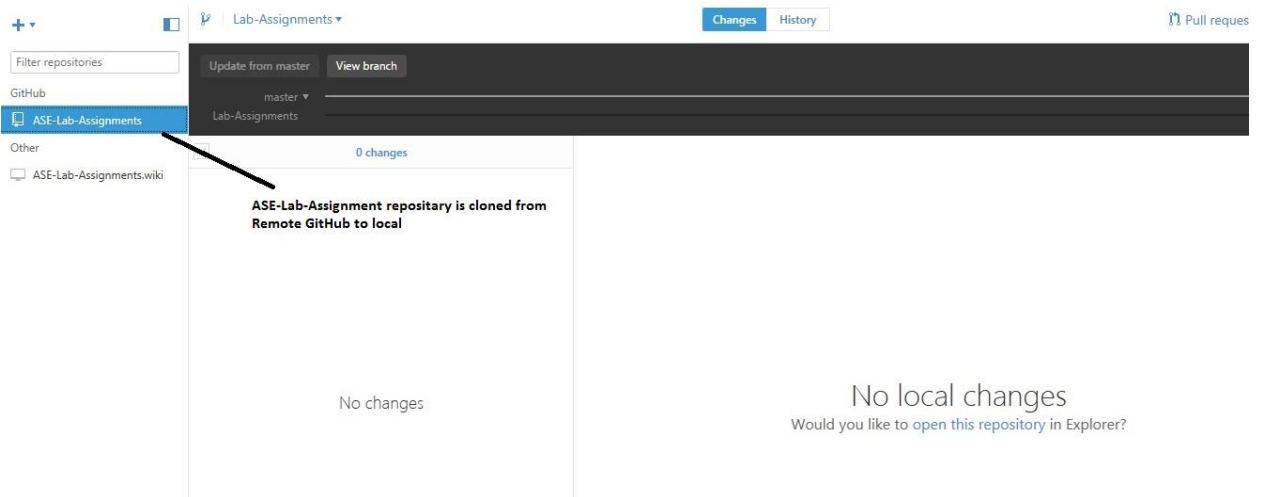 Lab-Assignments
Changes
History
Pull reques
Filter repositories
Update from master
View branch
GitHub
master
ASE-Lab-Assignments
Lab-Assignments
Other
0 changes
ASE-Lab-Assignments.wiki
ASE-Lab-Assignment repositary is cloned from
Remote GitHub to local
No changes
No local changes
Would you like to open this repository in Explorer?